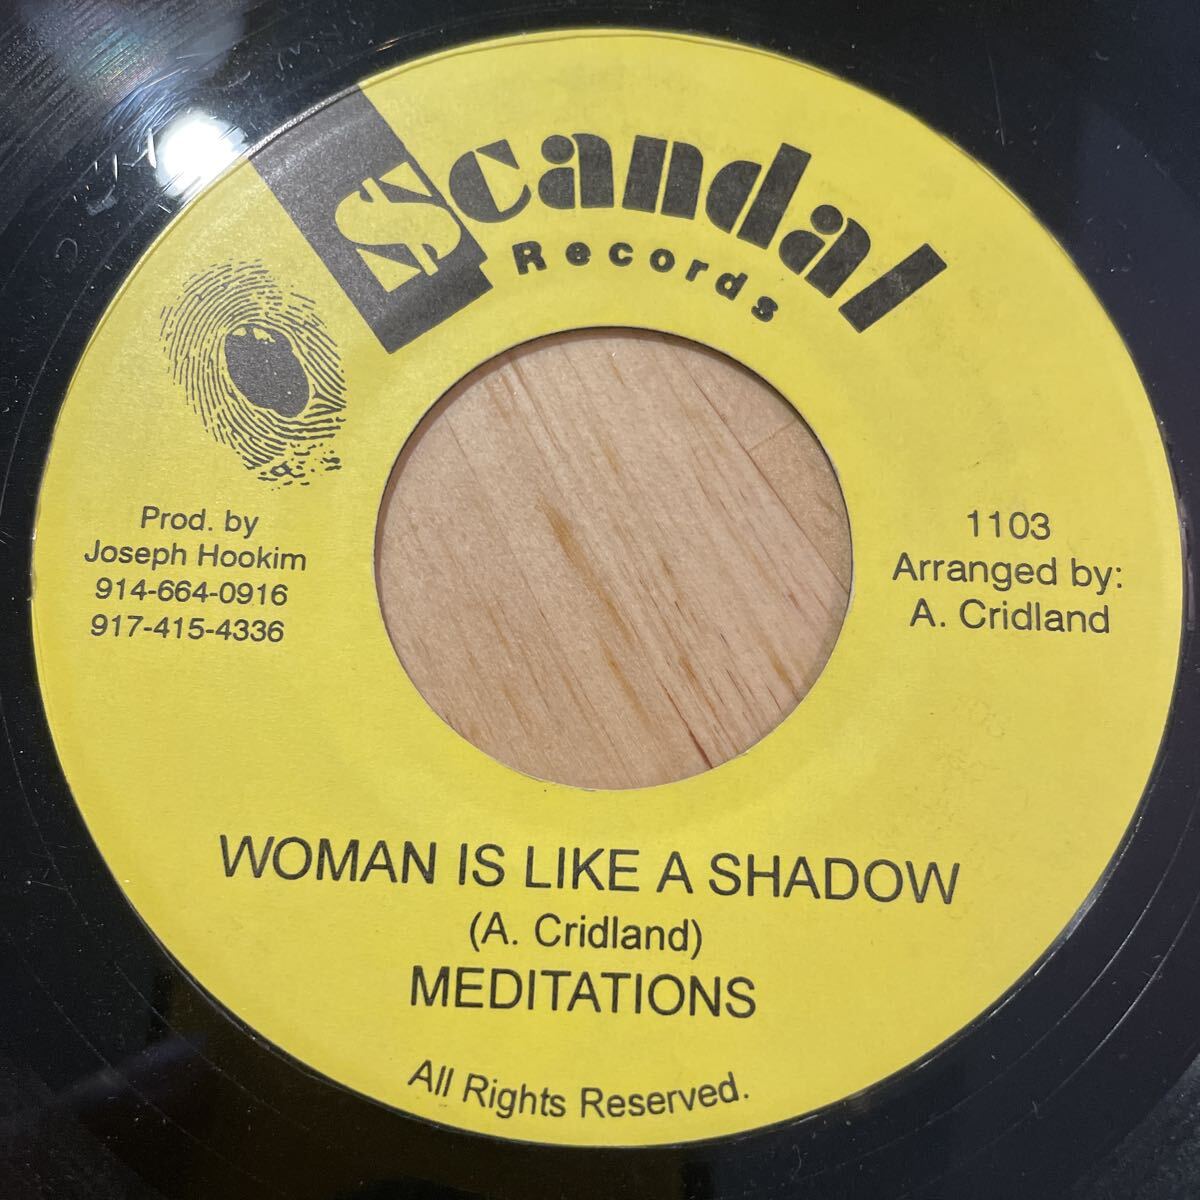 $candal
Records
Prod. by
Joseph Hookim
914-664-0916
917-415-4336
1103
Arranged by:
A. Cridland
WOMAN IS LIKE A SHADOW
(A. Cridland)
MEDITATIONS
All Rights Reserved.